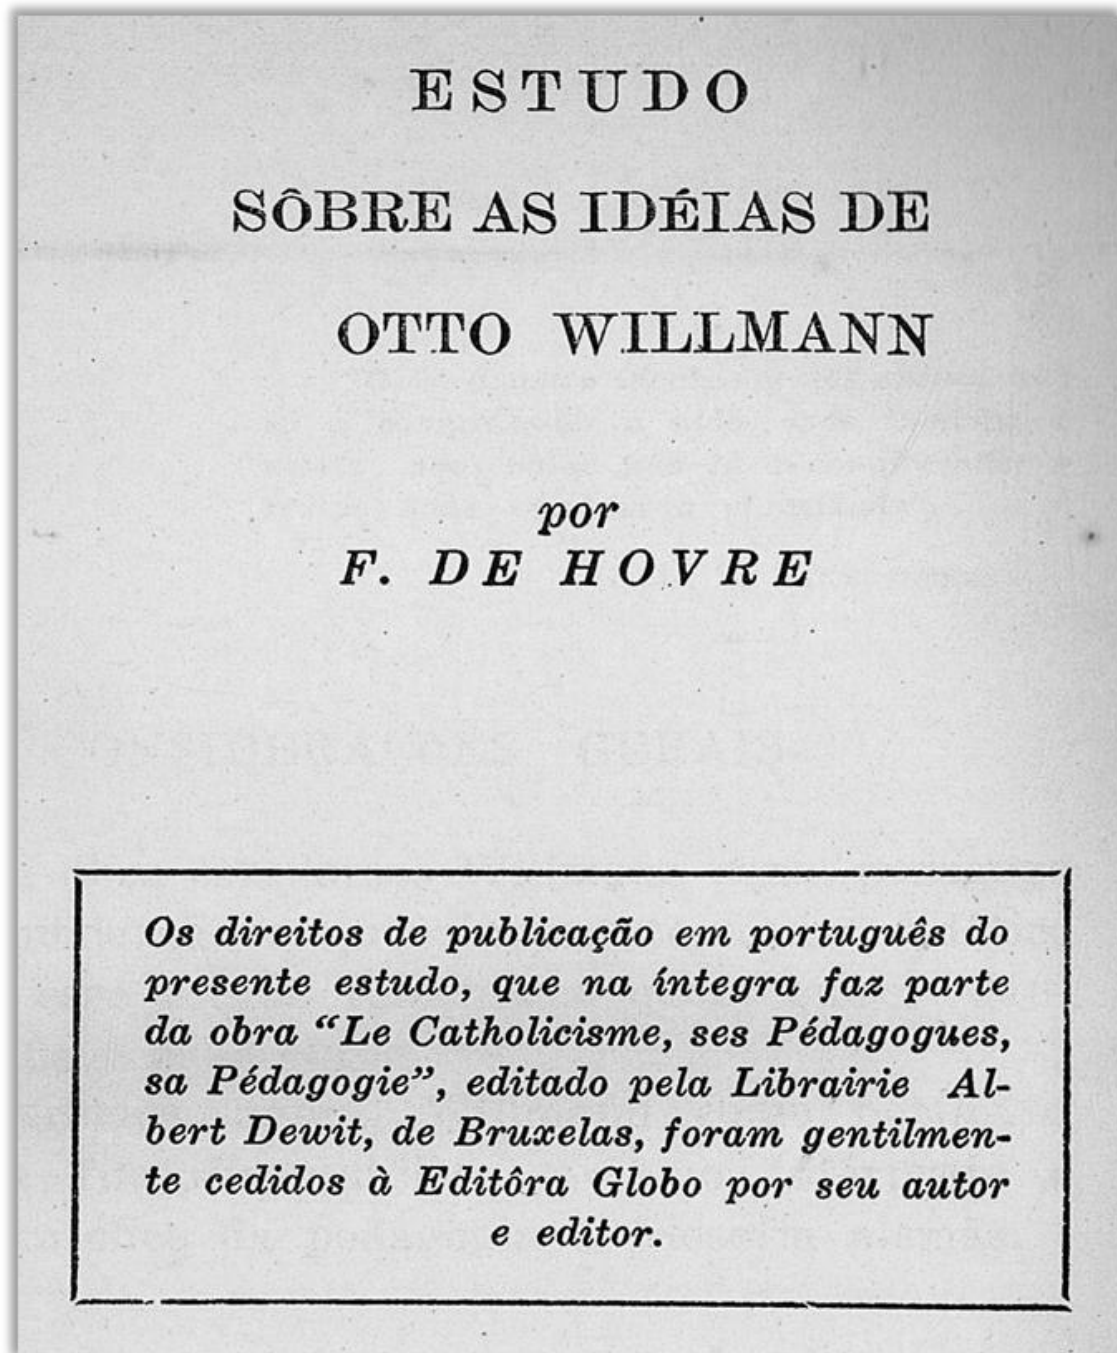 ESTUDO
SÔBRE AS IDÉIAS DE
OTTO WILLMANN
por
F. DE HOVRE
Os direitos de publicação em português do
presente estudo, que na íntegra faz parte
da obra “Le Catholicisme, ses Pédagogues,
sa Pédagogie”, editado pela Librairie Al-
bert Dewit, de Bruxelas, foram gentilmen-
te cedidos à Editôra Globo por seu autor
e editor.